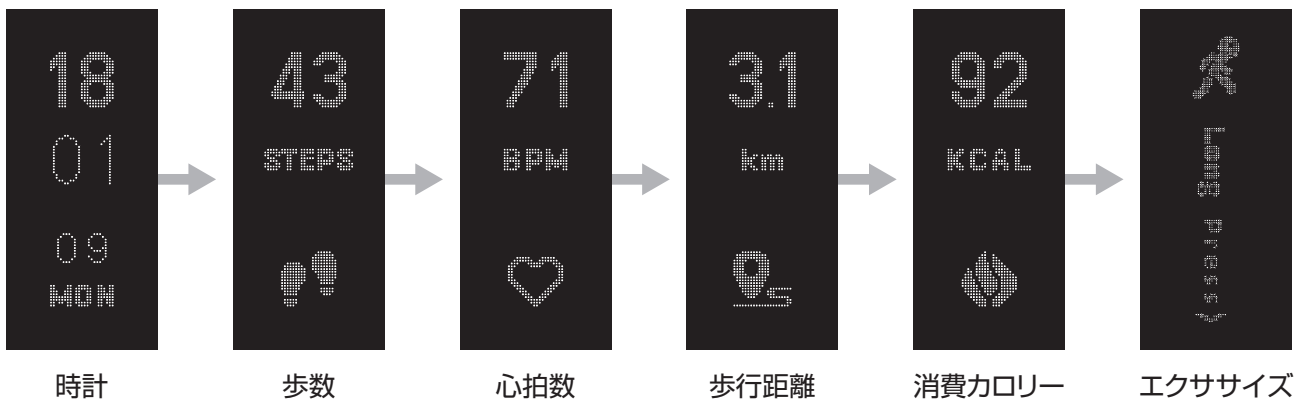 18
01
09
MON
時計
43
STEPS
歩数
71
BPM
心拍数
3.1
km
歩行距離
92
KCAL
消費カロリー
Long Press>
エクササイズ